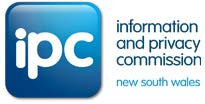 ipc
information
and privacy
commission
new south wales